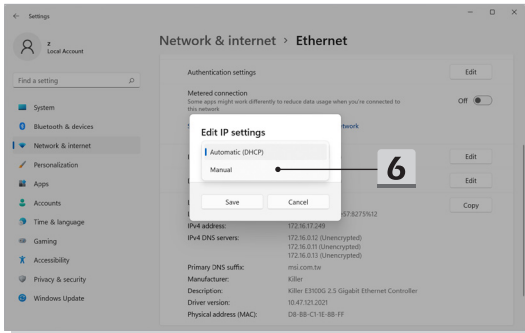 Settings
z
Local Account
Find a setting
System
Bluetooth & devices
Network & internet
Personalization
Apps
Accounts
Time & language
Gaming
Accessibility
Privacy & security
Windows Update
Network & internet > Ethernet
Authentication settings
Edit
Metered connection
Some apps might work differently to reduce data usage when you're connected to
this network
Off
Edit IP settings
Automatic (DHCP)
Manual
6
Save
Cancel
Edit
Edit
Copy
IPv4 address: 172.16.17.249
IPv4 DNS servers: 172.16.0.12 (Unencrypted)
172.16.0.11 (Unencrypted)
172.16.0.13 (Unencrypted)
Primary DNS suffix: msi.com.tw
Manufacturer: Killer
Description: Killer E3100G 2.5 Gigabit Ethernet Controller
Driver version: 10.47.121.2021
Physical address (MAC): D8-BB-C1-1E-8B-FF